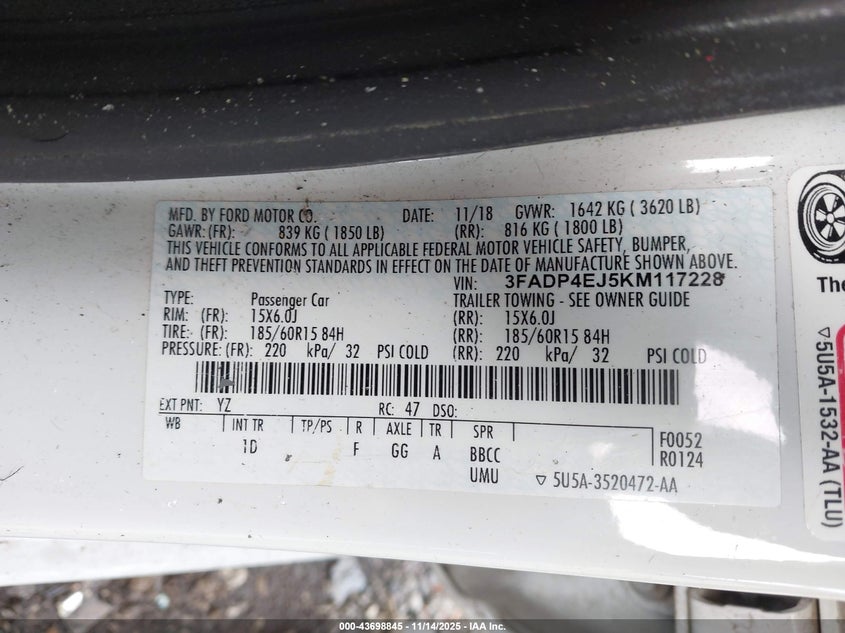 MFD. BY FORD MOTOR CO. DATE: 11/18 GVWR: 1642 KG ( 3620 LB)
GAWR: (FR) 839 KG ( 1850 LB) (RR): 816 KG ( 1800 LB)
THIS VEHICLE CONFORMS TO ALL APPLICABLE FEDERAL MOTOR VEHICLE SAFETY, BUMPER,
AND THEFT PREVENTION STANDARDS IN EFFECT ON THE DATE OF MANUFACTURE SHOWN ABOVE.
VIN: 3FADP4EJ5KM117228
TYPE: Passenger Car TRAILER TOWING - SEE OWNER GUIDE
RIM: (FR): 15X6.0J (RR): 15X6.0J
TIRE: (FR): 185/60R15 84H (RR): 185/60R15 84H
PRESSURE: (FR): 220 kPa/ 32 PSI COLD (RR): 220 kPa/ 32 PSI COLD
EXT PNT: YZ RC: 47 DSO:
WB INT TR TP/PS R AXLE TR SPR
1D F GG A BBCC
UMU
F0052
R0124
▽ 5U5A-3520472-AA
The
▽5U5A-1532-AA (TLU)
000-43698845 - 11/14/2025 - IAA Inc.